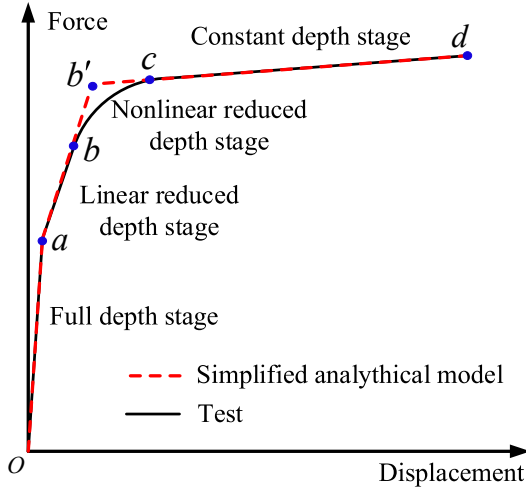 Force
Constant depth stage
d
c
b'
Nonlinear reduced
depth stage
b
Linear reduced
depth stage
a
Full depth stage
Simplified analythical model
Test
O
Displacement